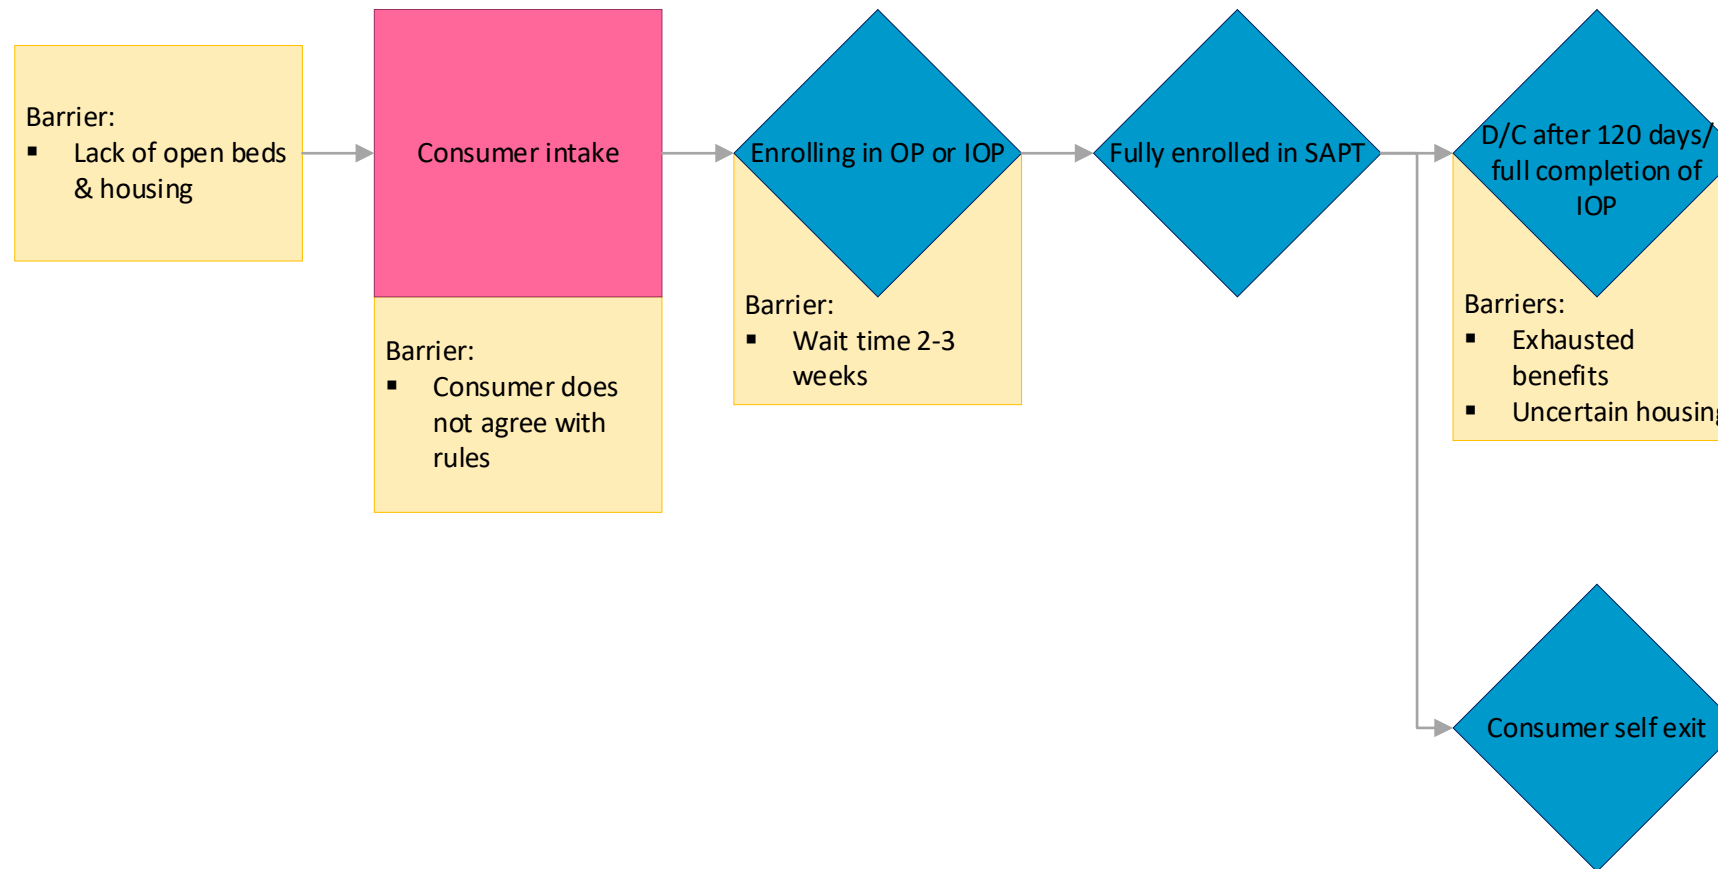 Barrier:
▪ Lack of open beds
& housing
Consumer intake
Barrier:
▪ Consumer does
not agree with
rules
Enrolling in OP or IOP
Barrier:
▪ Wait time 2-3
weeks
Fully enrolled in SAPT
D/C after 120 days/
full completion of
IOP
Barriers:
▪ Exhausted
benefits
▪ Uncertain housing
Consumer self exit